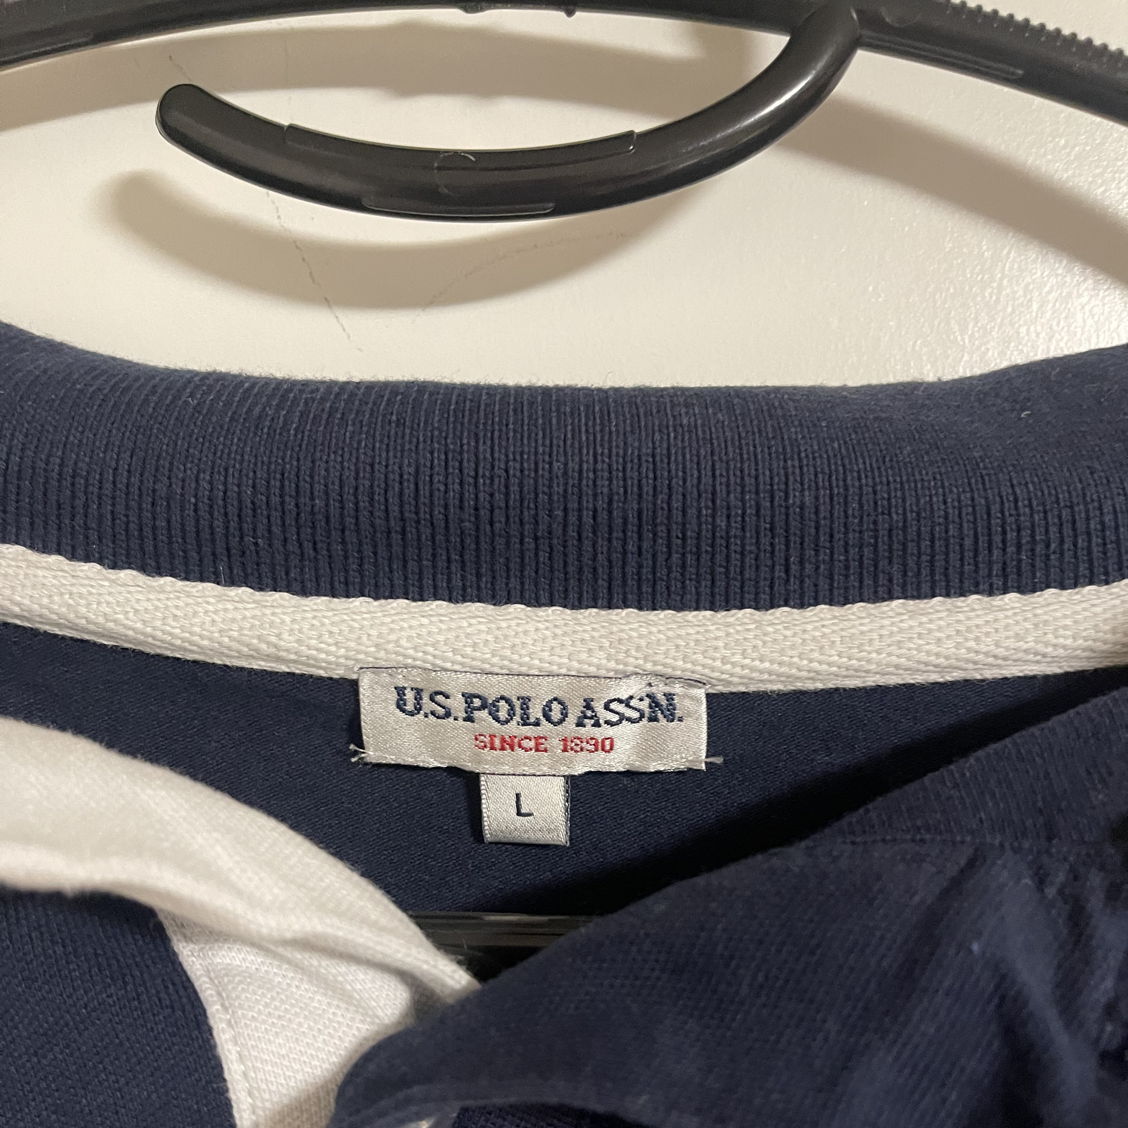 U.S. POLO ASSN.
SINCE 1890
L